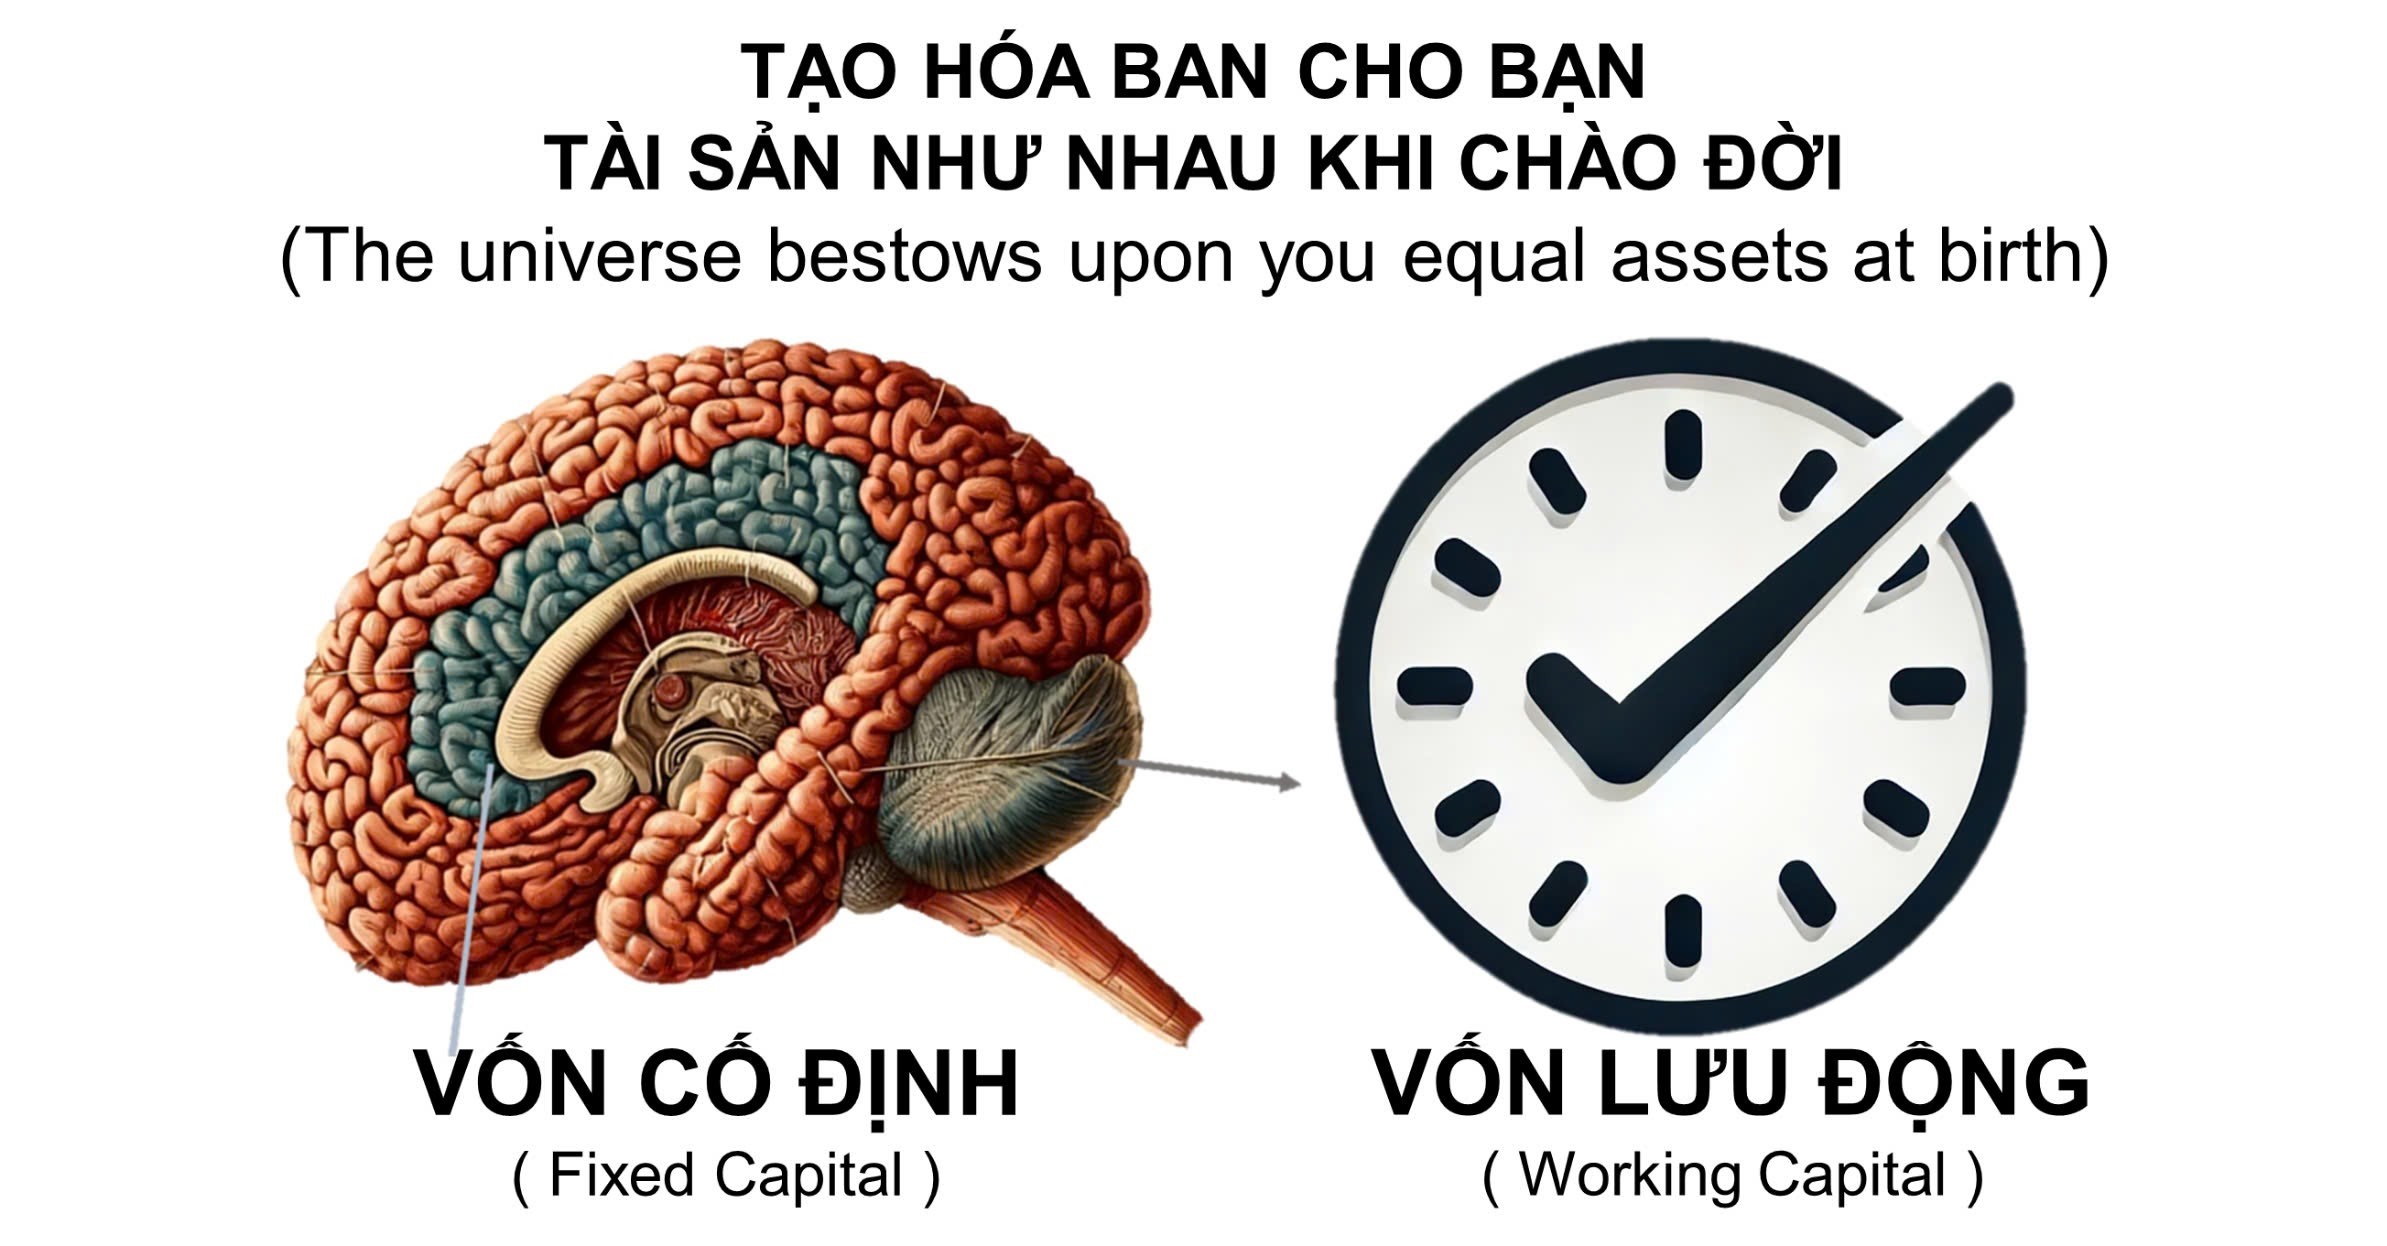 TẠO HÓA BAN CHO BẠN
TÀI SẢN NHƯ NHAU KHI CHÀO ĐỜI
(The universe bestows upon you equal assets at birth)
VỐN CỐ ĐỊNH
( Fixed Capital )
VỐN LƯU ĐỘNG
( Working Capital )